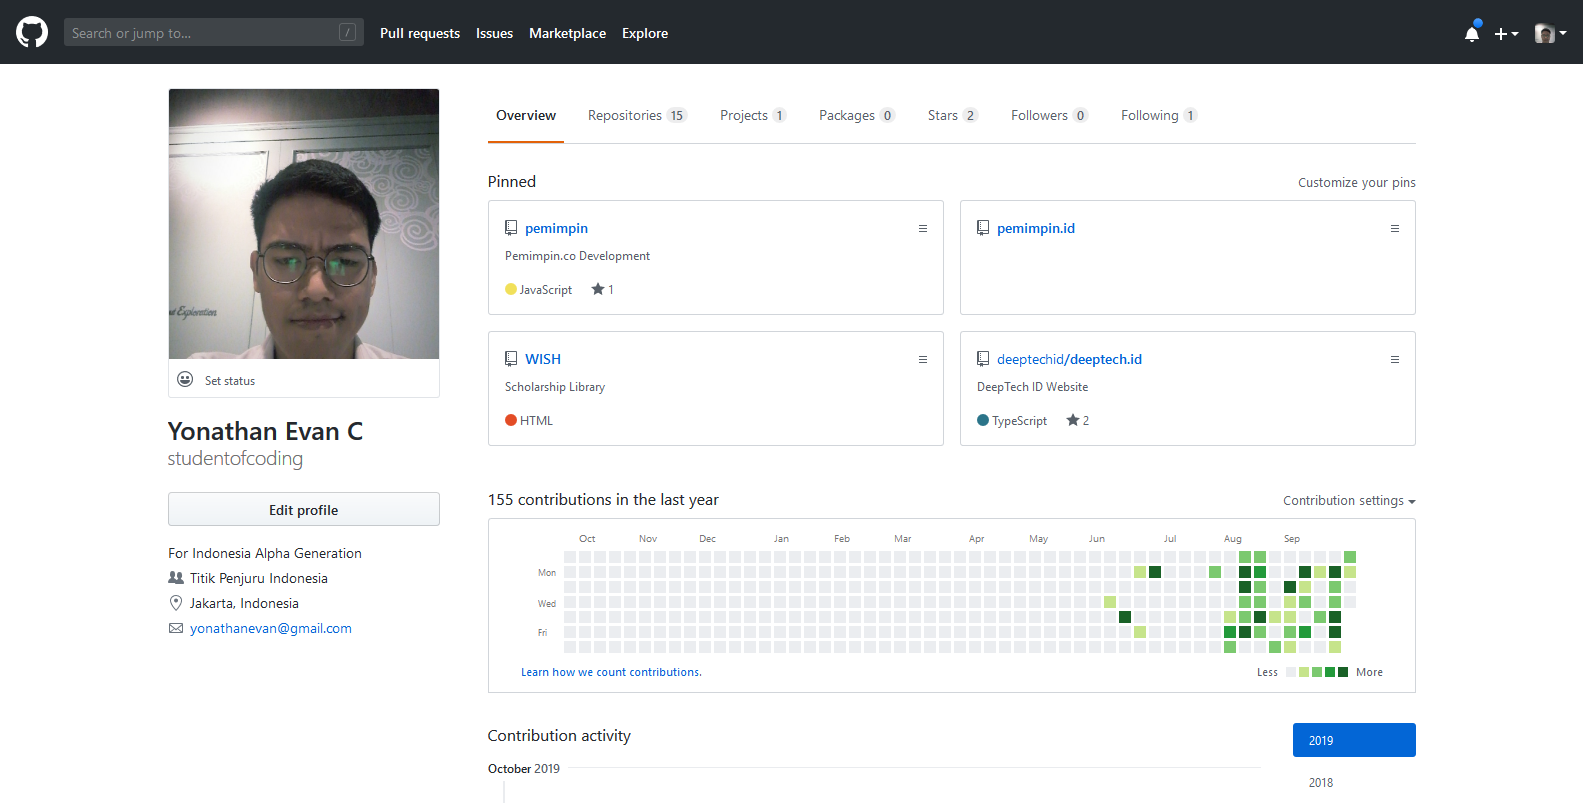 Search or jump to...
/
Pull requests
Issues
Marketplace
Explore
st Exploration
Set status
Yonathan Evan C
studentofcoding
Edit profile
For Indonesia Alpha Generation
Titik Penjuru Indonesia
Jakarta, Indonesia
yonathanevan@gmail.com
Overview
Repositories 15
Projects 1
Packages 0
Stars 2
Followers 0
Following 1
Pinned
Customize your pins
pemimpin
Pemimpin.co Development
JavaScript 1
pemimpin.id
WISH
Scholarship Library
HTML
deeptechid/deeptech.id
DeepTech ID Website
TypeScript 2
155 contributions in the last year
Contribution settings
Oct Nov Dec Jan Feb Mar Apr May Jun Jul Aug Sep
Mon
Wed
Fri
Learn how we count contributions.
Less More
Contribution activity
2019
October 2019
2018